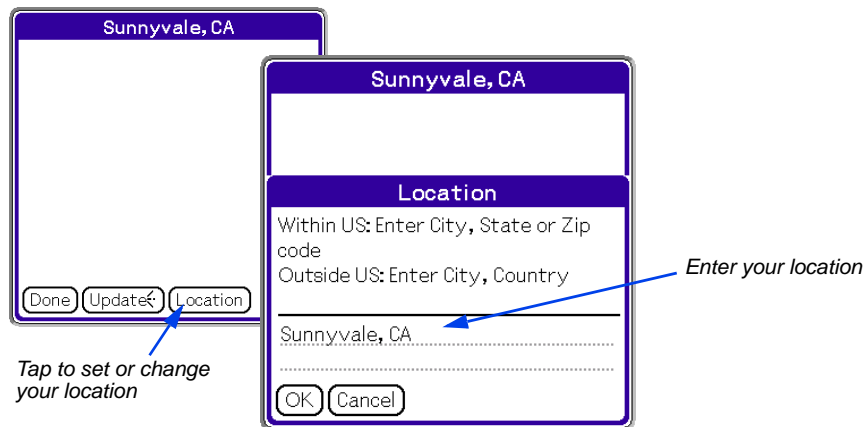 Sunnyvale, CA
Done Update Location
Tap to set or change
your location
Sunnyvale, CA
Location
Within US: Enter City, State or Zip
code
Outside US: Enter City, Country
Sunnyvale, CA
OK Cancel
Enter your location